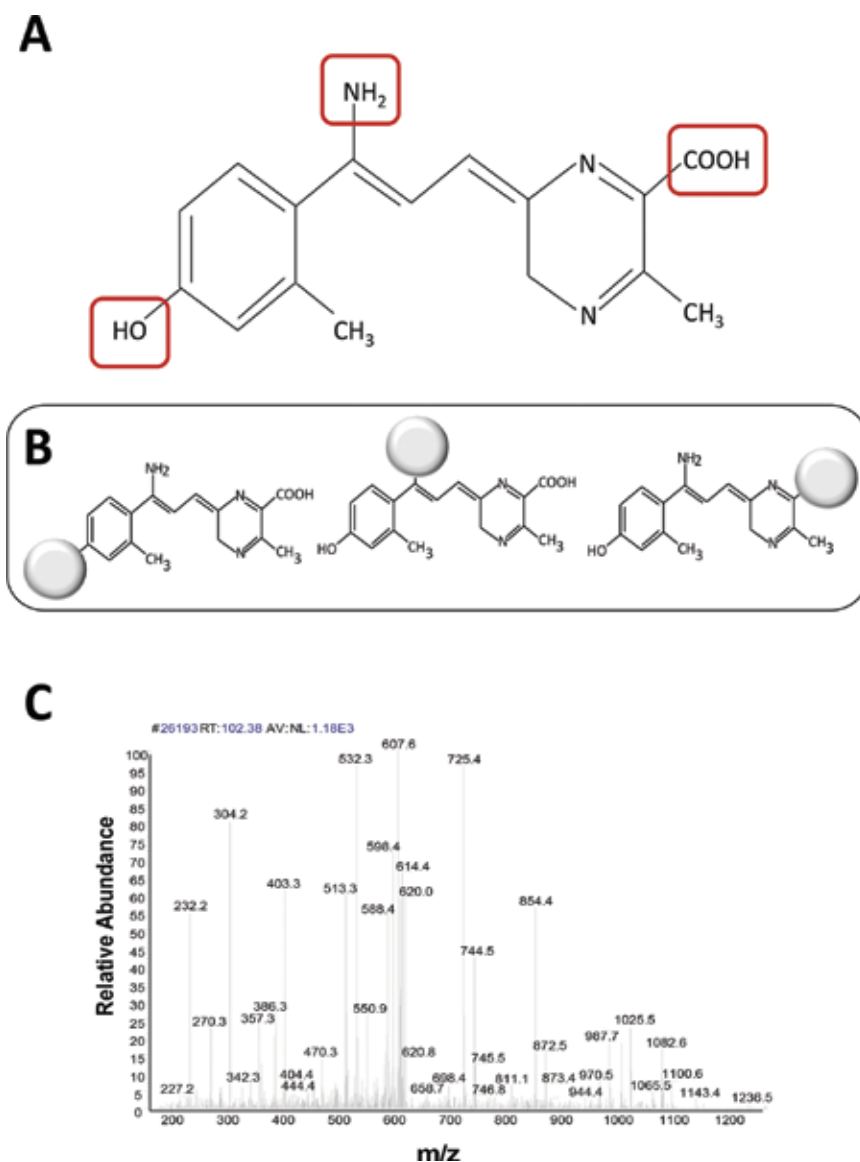 A
NH2
N
COOH
HO
CH3
N
CH3
B
NH2
N
COOH
N
CH3
CH3
N
COOH
HO
CH3
N
CH3
NH2
N
HO
CH3
N
CH3
C
#26193 RT:102.38 AV:NL:1.18E3
Relative Abundance
100
95
90
85
80
75
70
65
60
55
50
45
40
35
30
25
20
15
10
5
0
607.6
532.3
725.4
304.2
598.4
614.4
403.3
513.3
620.0
232.2
588.4
854.4
744.5
386.3
550.9
270.3
357.3
987.7
1025.5
872.5
1082.6
470.3
620.8
745.5
342.3
404.4
698.4
811.1
873.4
970.5
1100.6
227.2
444.4
658.7
746.8
944.4
1065.5
1143.4
1236.5
200 300 400 500 600 700 800 900 1000 1100 1200
m/z